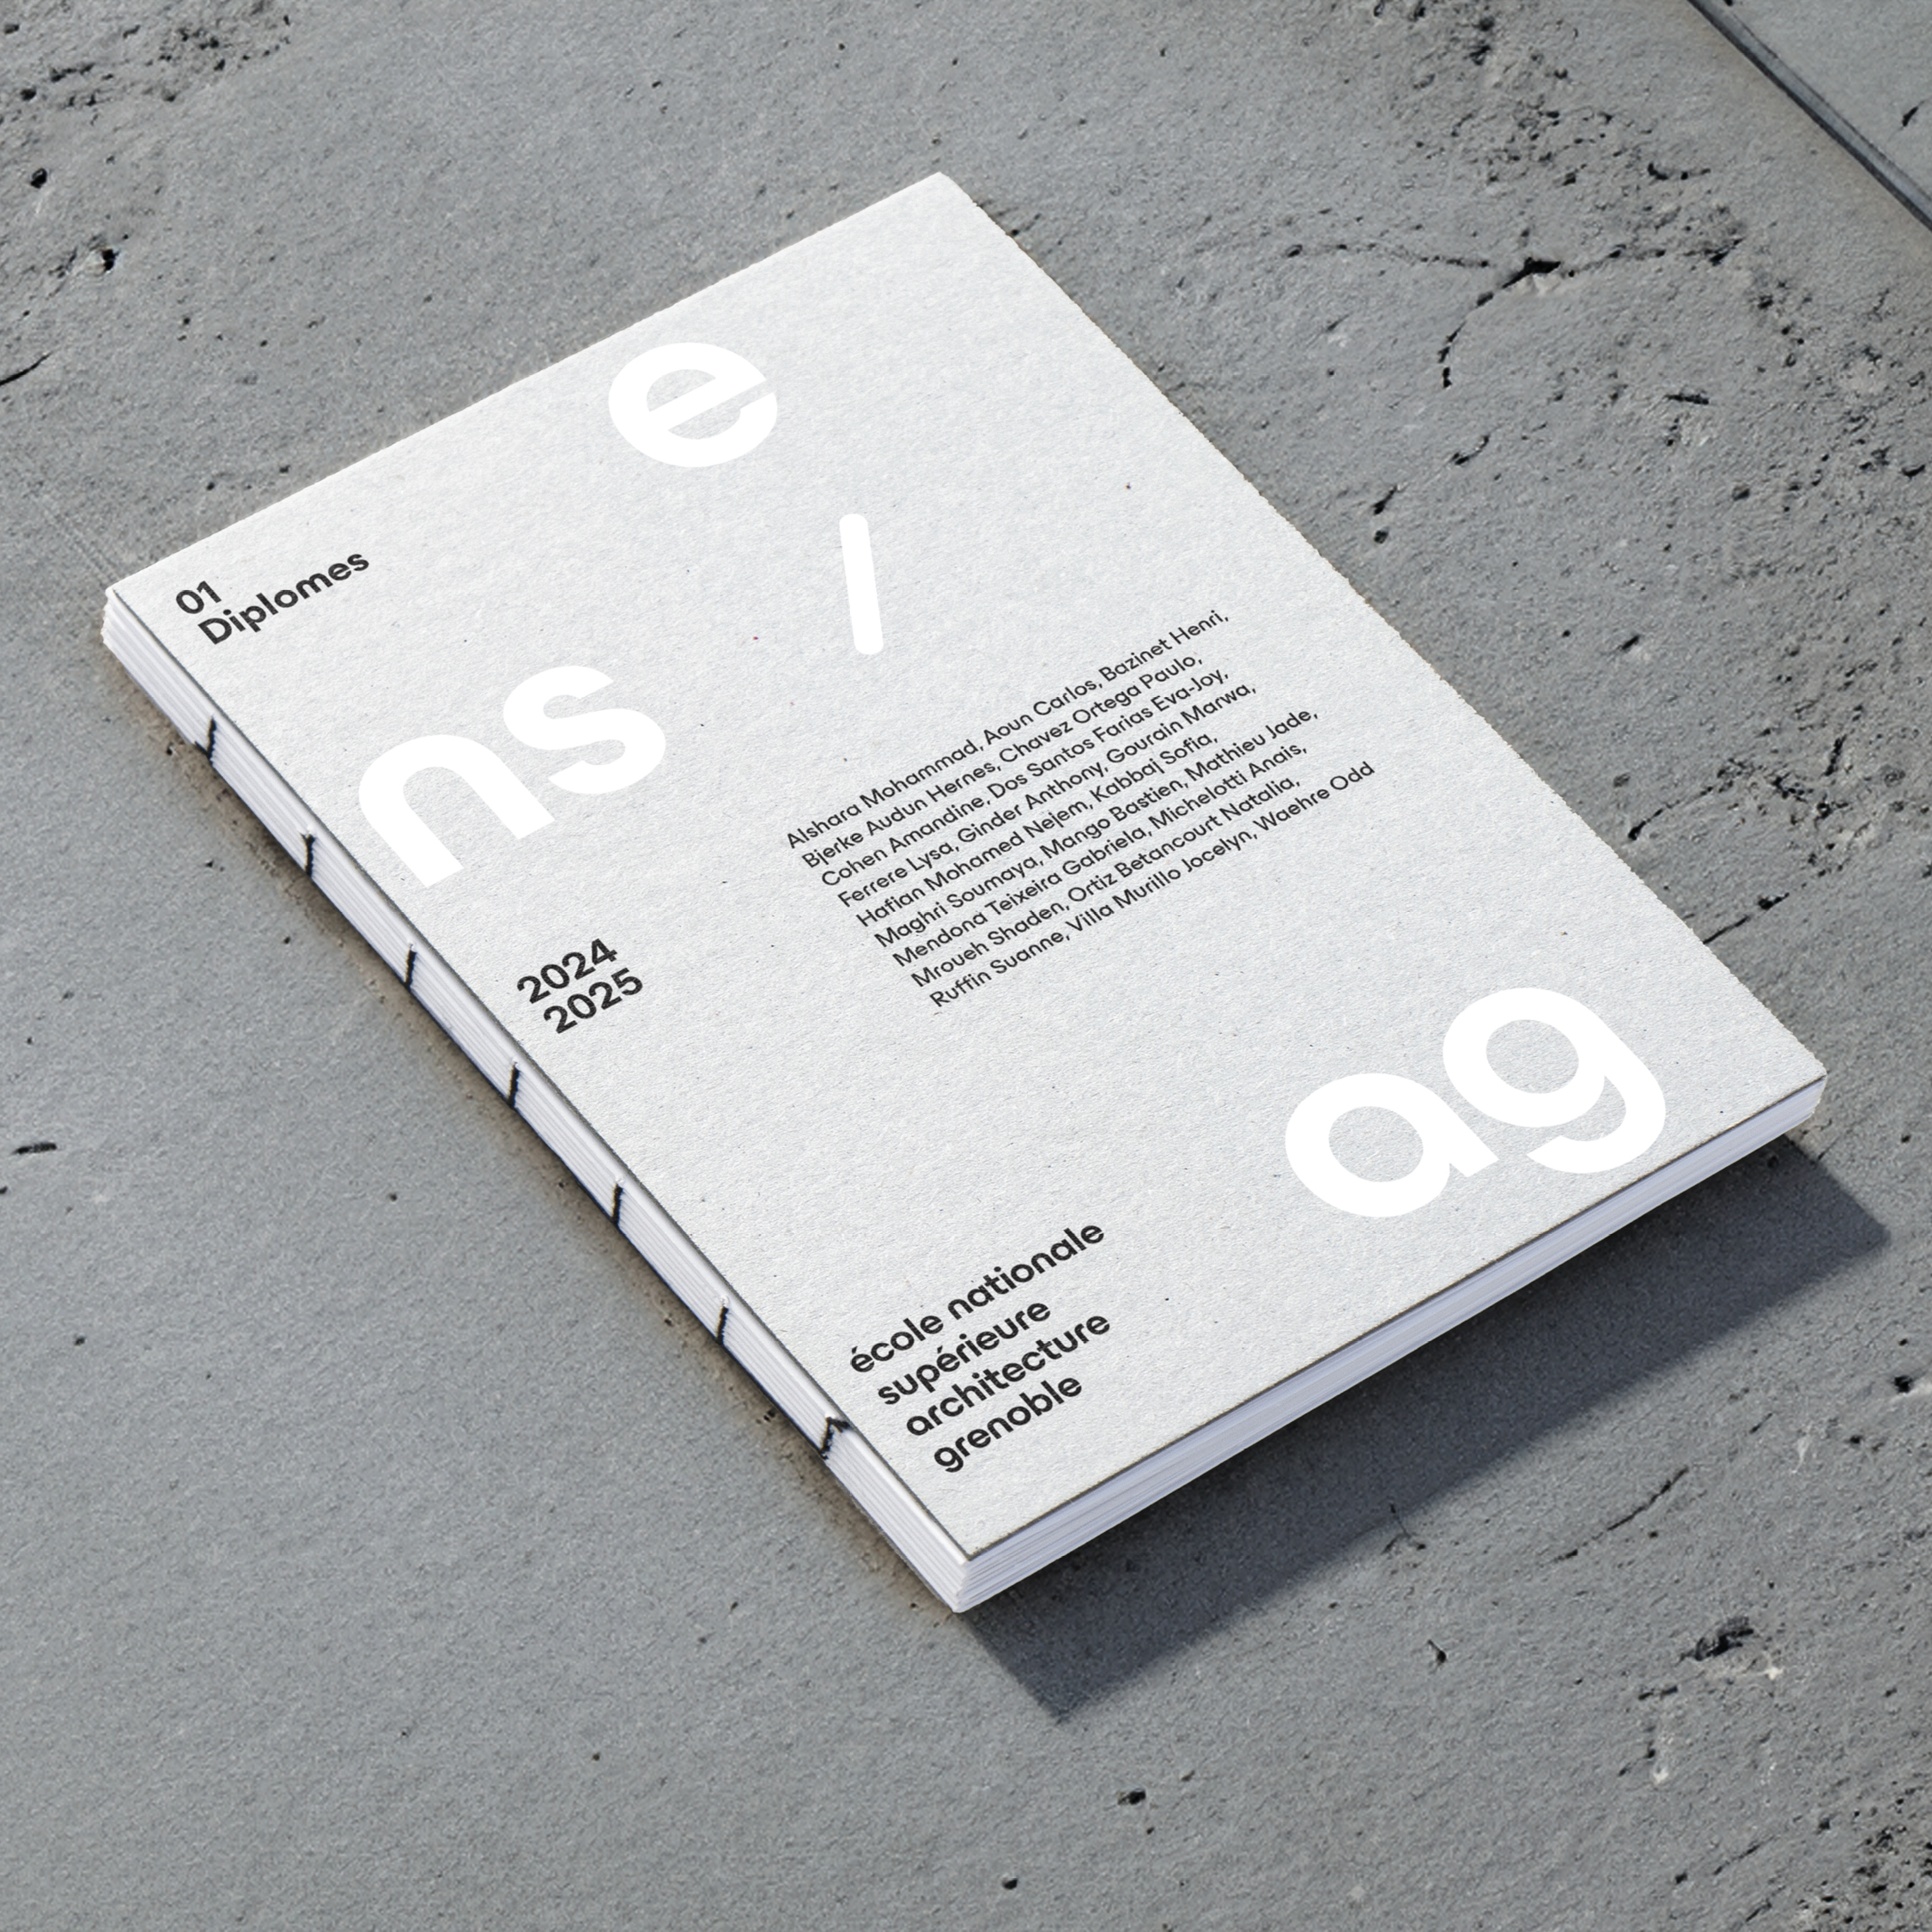 e
/
01
Diplomes
ns
Alshara Mohammad, Aoun Carlos, Bazinet Henri,
Bjerke Audun Hernes, Chavez Ortega Paulo,
Cohen Amandine, Dos Santos Farias Eva-Joy,
Ferrere Lysa, Ginder Anthony, Gourain Marwa,
Hafian Mohamed Nejem, Kabbaj Sofia,
Maghri Soumaya, Mango Bastien, Mathieu Jade,
Mendona Teixeira Gabriela, Michelotti Anais,
Mroueh Shaden, Ortiz Betancourt Natalia,
Ruffin Suanne, Villa Murillo Jocelyn, Waehre Odd
2024
2025
ag
école nationale
supérieure
architecture
grenoble